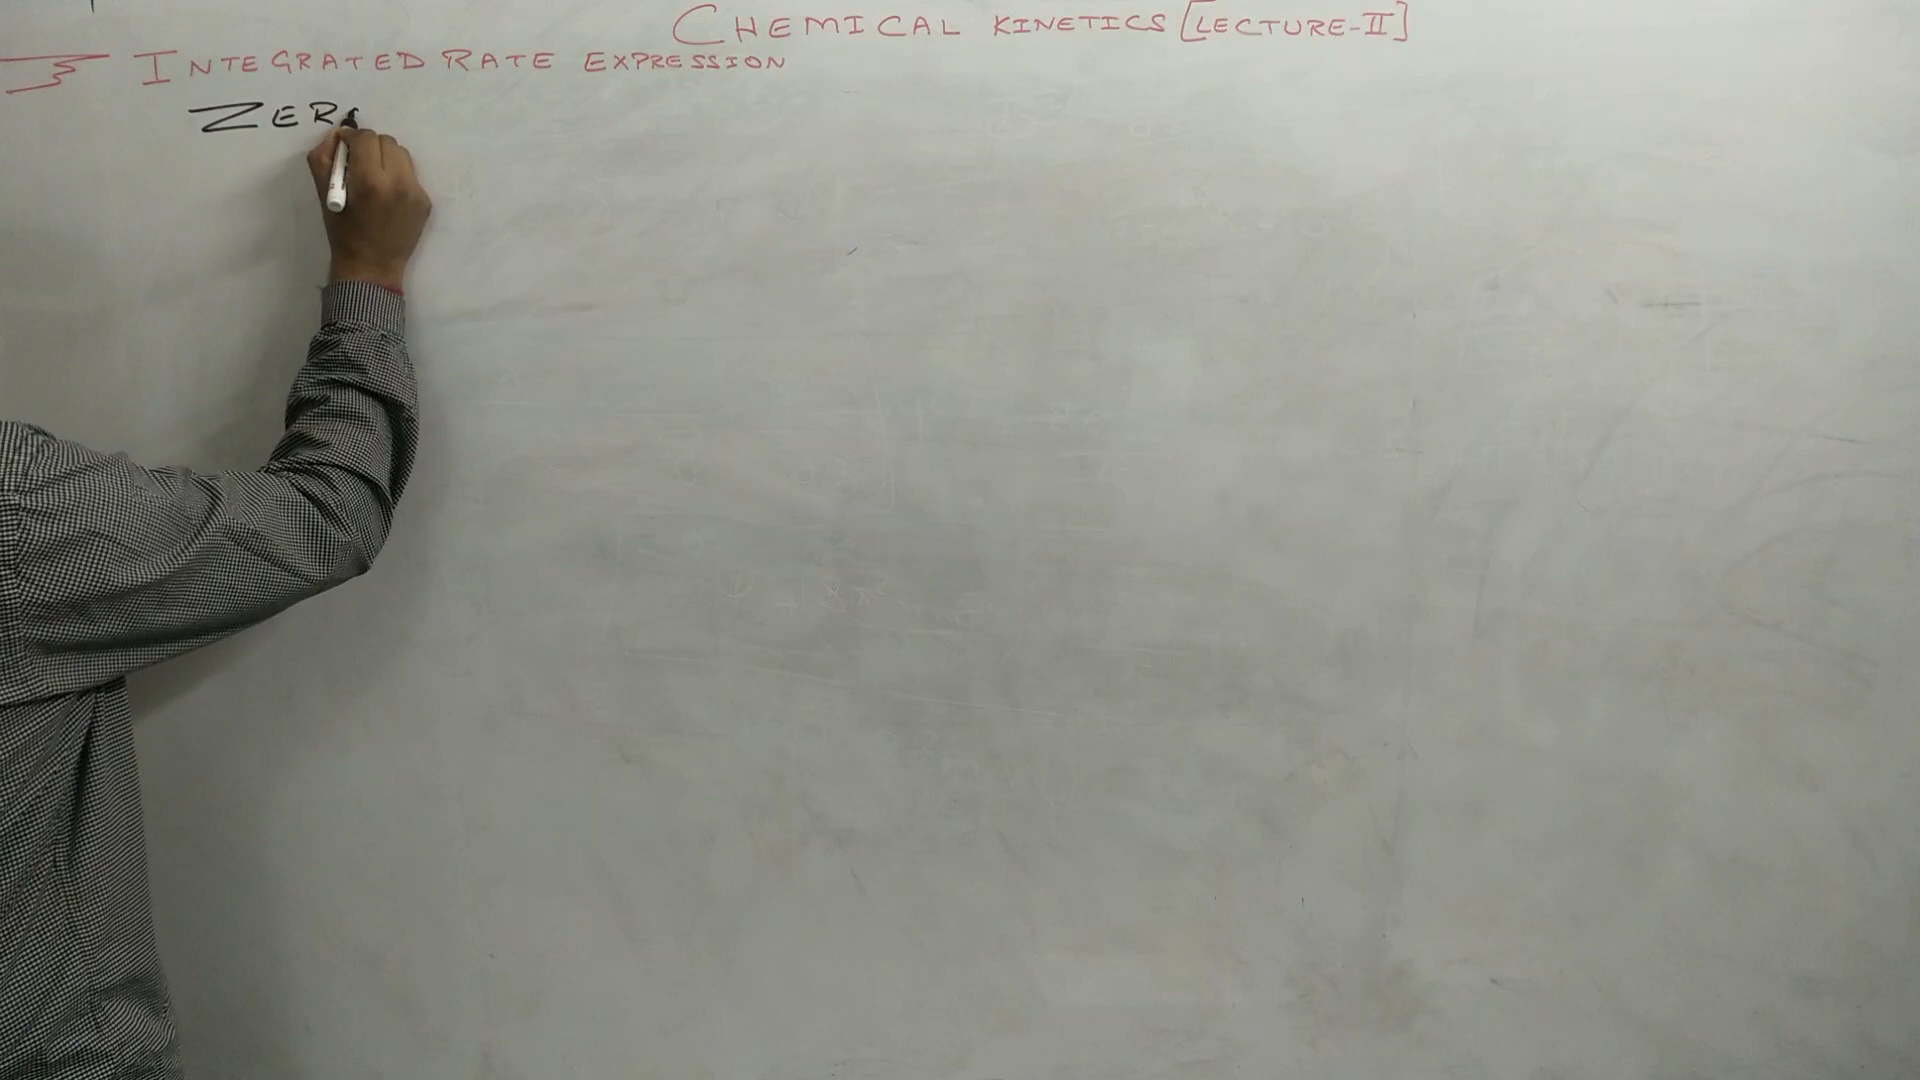 CHEMICAL KINETICS [LECTURE-II]
INTEGRATED RATE EXPRESSION
ZER